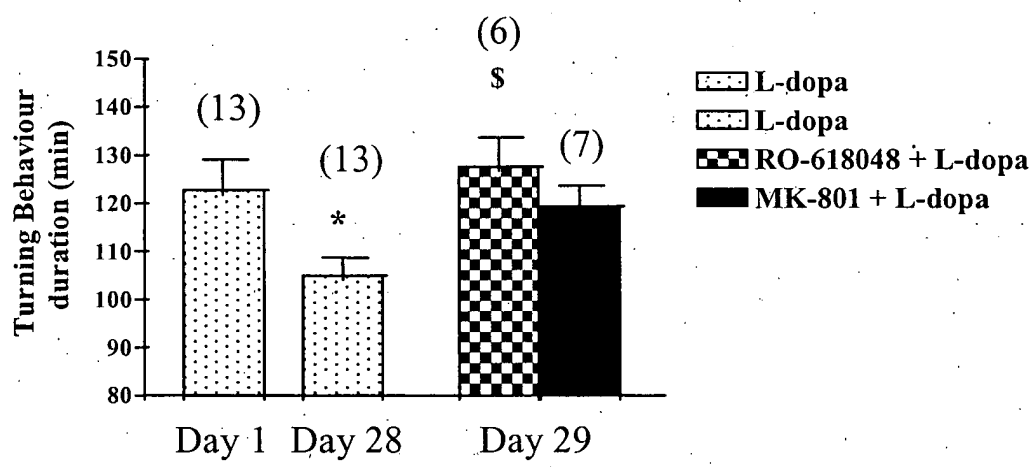 (6)
$
(13)
(13)
(7)
*
150
150
140
130
120
110
100
90
80
Turning Behaviour
duration (min)
Day 1
Day 28
Day 29
L-dopa
L-dopa
RO-618048 + L-dopa
MK-801 + L-dopa